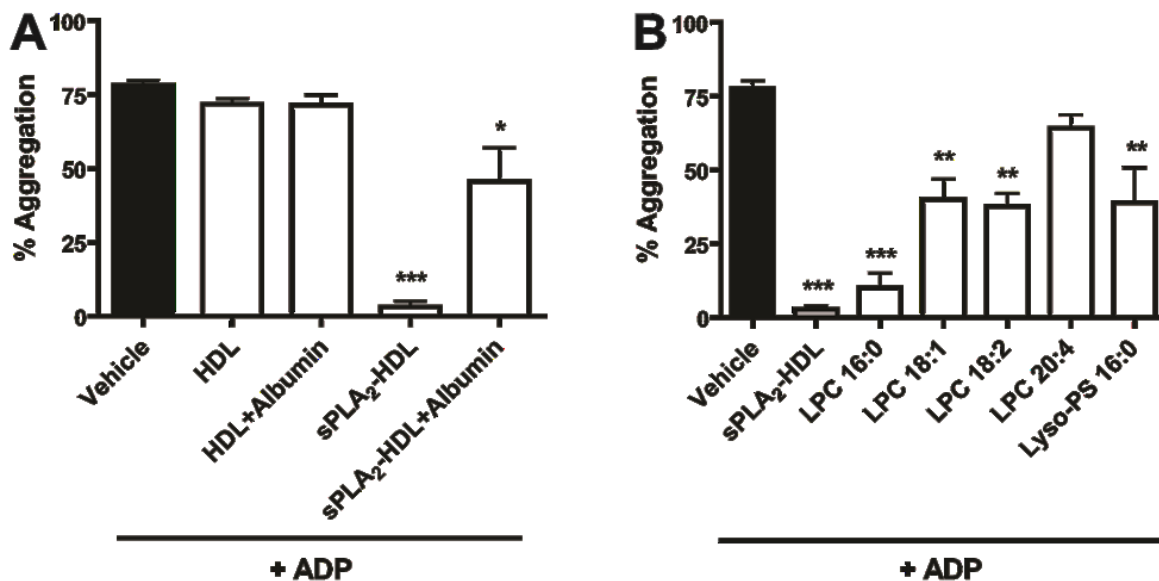 A
% Aggregation
100
75
50
25
0
*
***
Vehicle
HDL
HDL+Albumin
sPLA₂-HDL
sPLA₂-HDL+Albumin
+ ADP
B
% Aggregation
100
75
50
25
0
***
***
**
**
**
Vehicle
sPLA₂-HDL
LPC 16:0
LPC 18:1
LPC 18:2
LPC 20:4
Lyso-PS 16:0
+ ADP